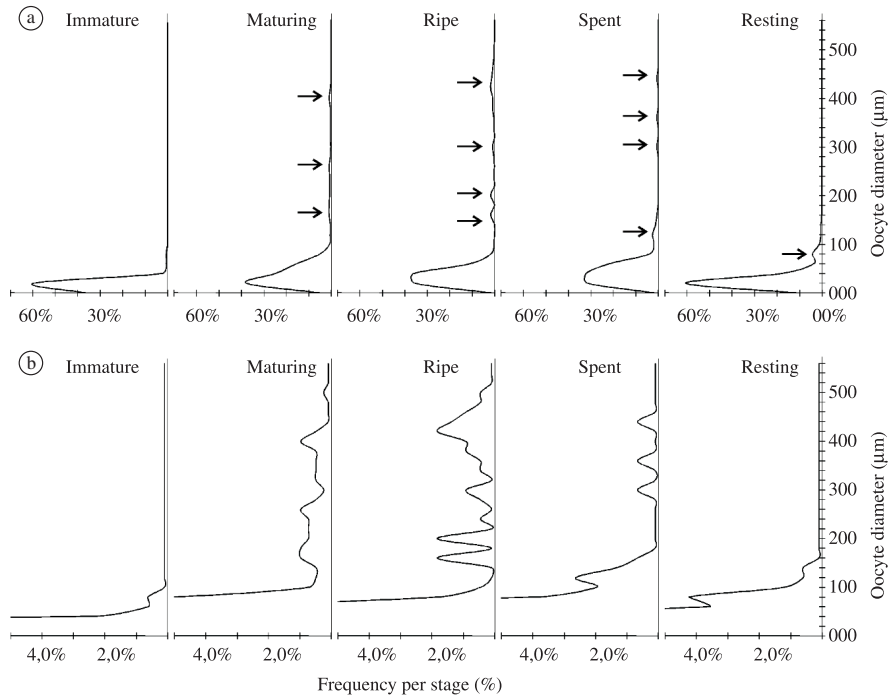 a Immature Maturing Ripe Spent Resting
500
400
300
200
100
000
Oocyte diameter (µm)
60% 30% 60% 30% 60% 30% 60% 30% 60% 30% 00%
b Immature Maturing Ripe Spent Resting
500
400
300
200
100
000
Oocyte diameter (µm)
4,0% 2,0% 4,0% 2,0% 4,0% 2,0% 4,0% 2,0% 4,0% 2,0%
Frequency per stage (%)